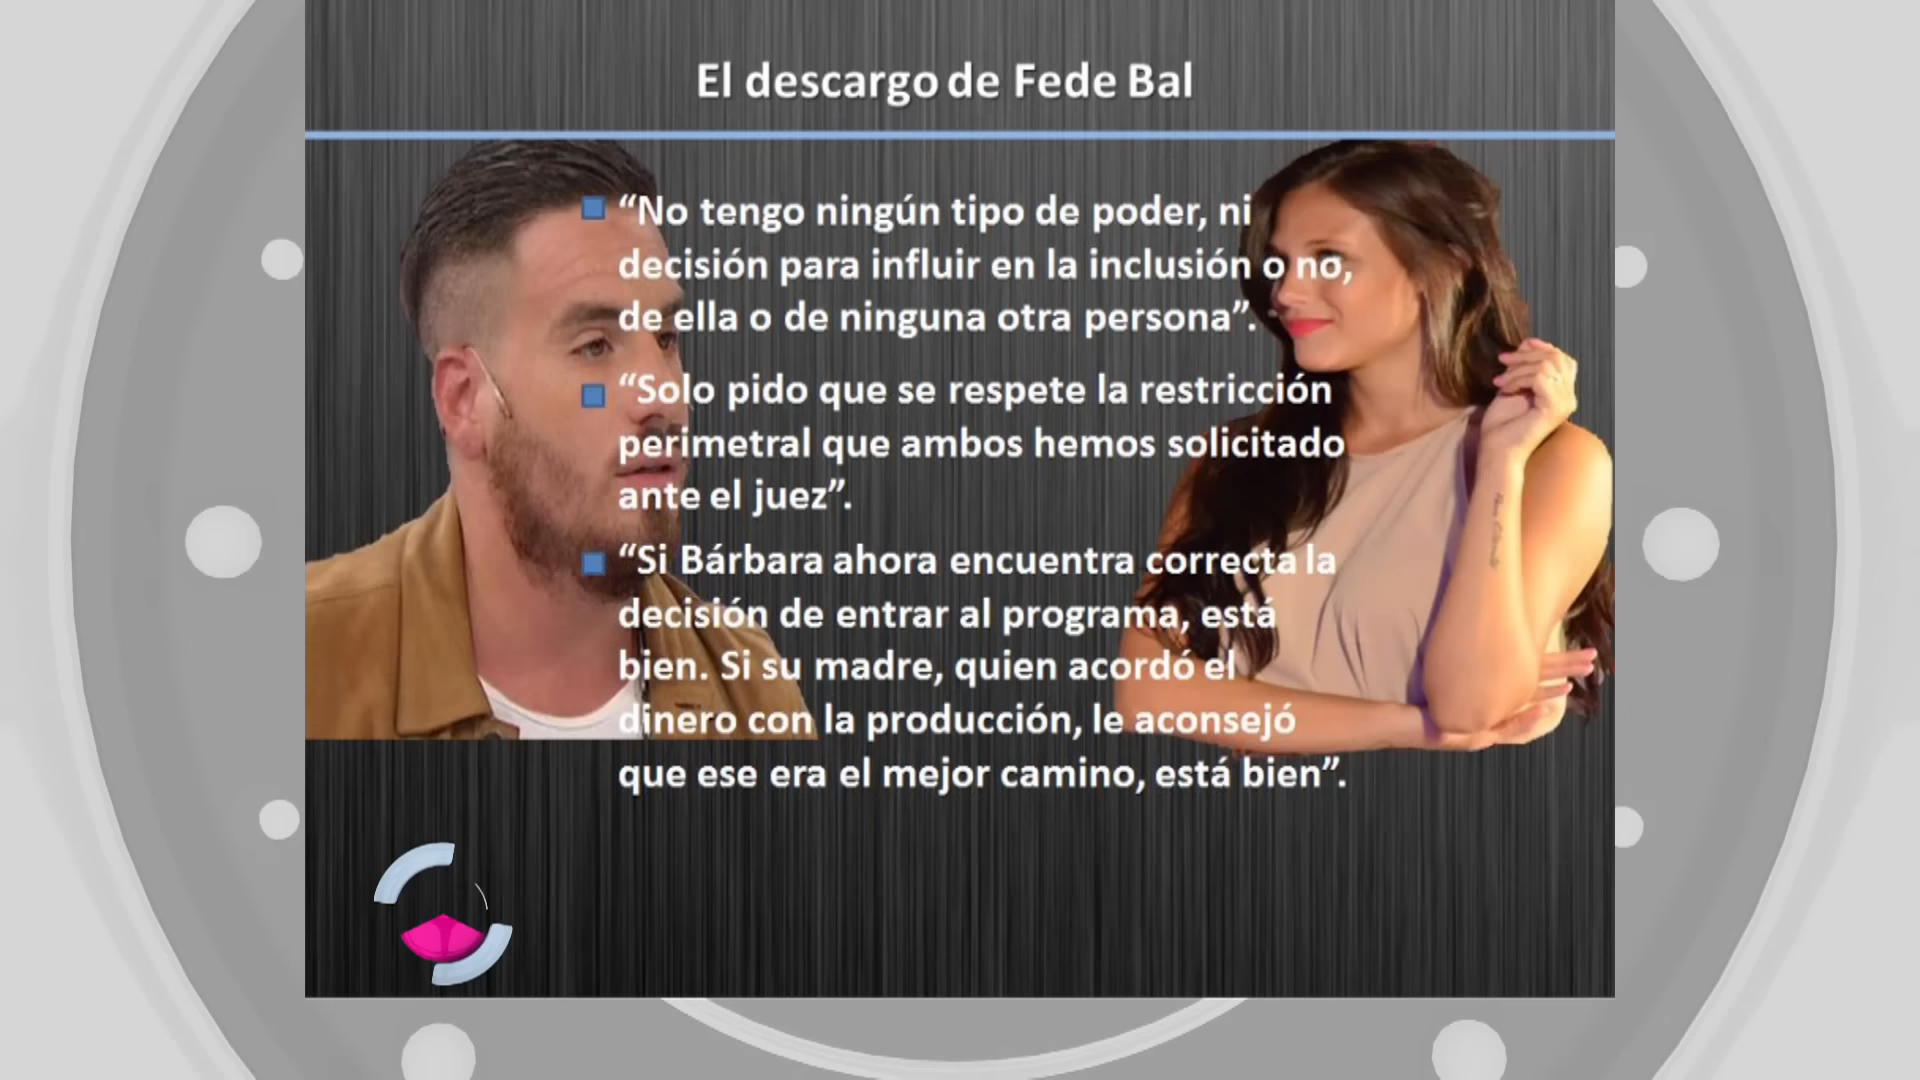 El descargo de Fede Bal
“No tengo ningún tipo de poder, ni
decisión para influir en la inclusión o no,
de ella o de ninguna otra persona”.
“Solo pido que se respete la restricción
perimetral que ambos hemos solicitado
ante el juez”.
“Si Bárbara ahora encuentra correcta la
decisión de entrar al programa, está
bien. Si su madre, quien acordó el
dinero con la producción, le aconsejó
que ese era el mejor camino, está bien”.